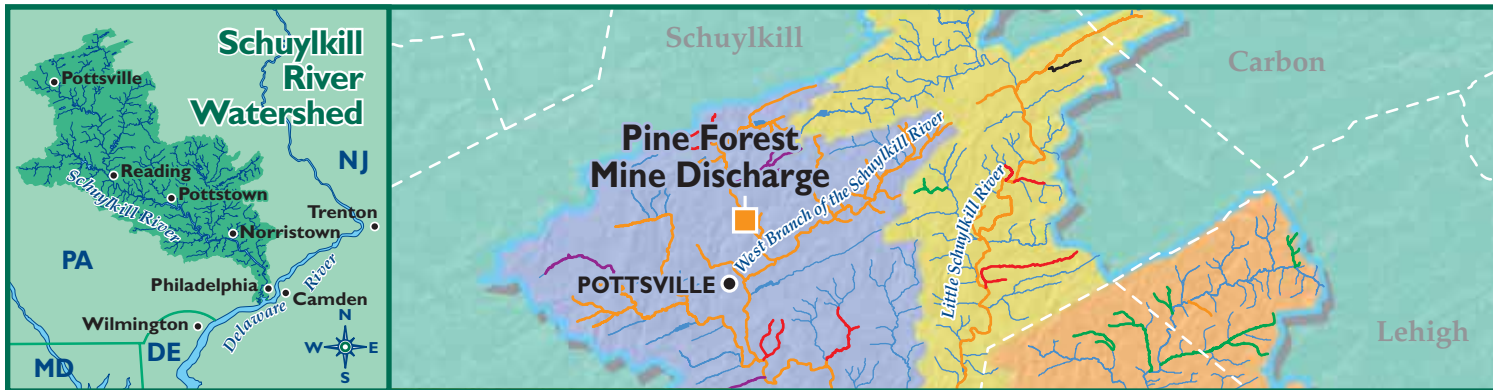 Schuylkill
River
Watershed
Pottsville
NJ
Reading
Pottstown
Schuylkill River
Trenton
Norristown
PA
Philadelphia
Camden
Delaware River
Wilmington
N
W E
S
DE
MD
Schuylkill
Carbon
Pine Forest
Mine Discharge
West Branch of the Schuylkill River
Little Schuylkill River
POTTSVILLE
Lehigh